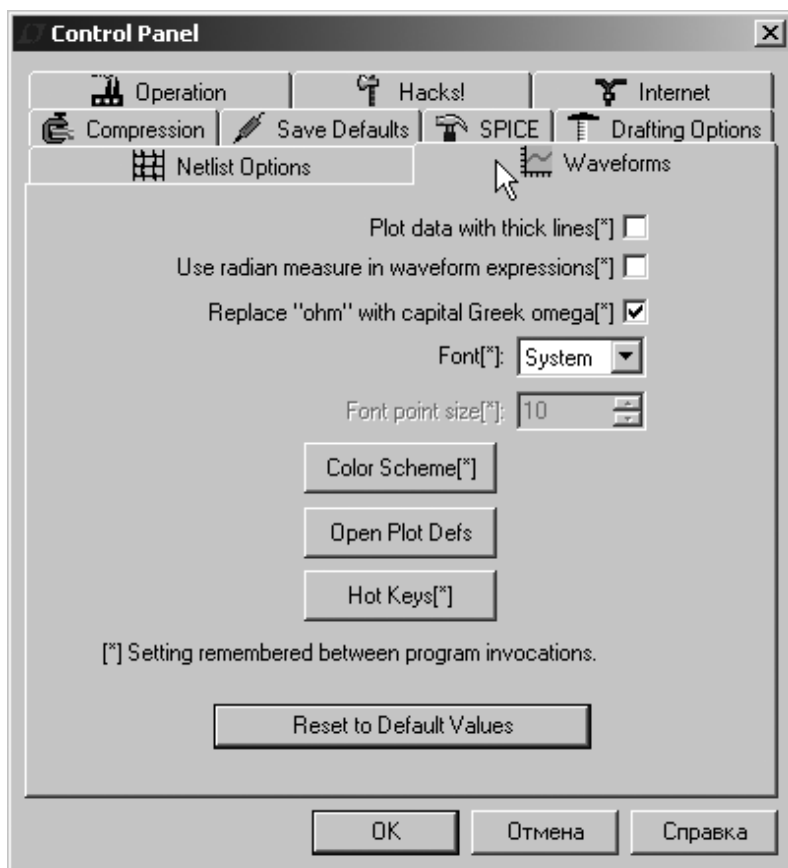 Control Panel
Operation Hacks! Internet
Compression Save Defaults SPICE Drafting Options
Netlist Options Waveforms
Plot data with thick lines[*]
Use radian measure in waveform expressions[*]
Replace "ohm" with capital Greek omega[*]
Font[*]: System
Font point size[*]: 10
Color Scheme[*]
Open Plot Defs
Hot Keys[*]
[*] Setting remembered between program invocations.
Reset to Default Values
OK Отмена Справка